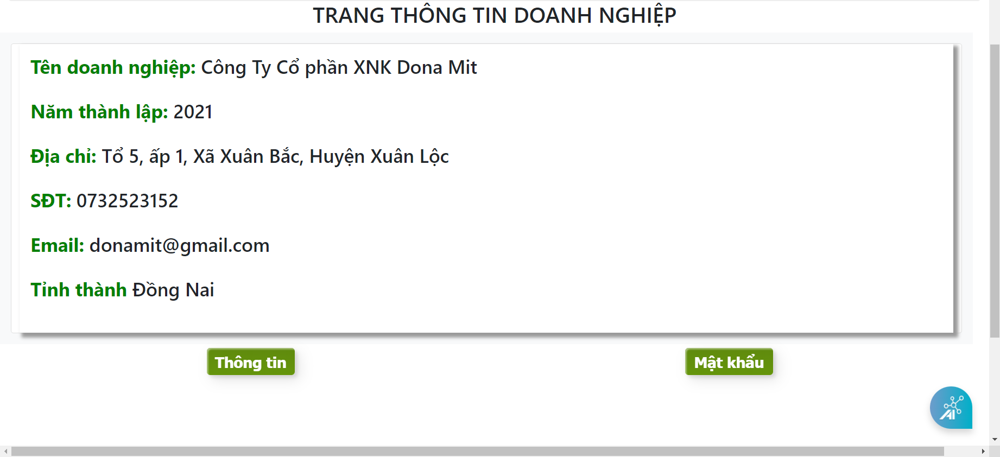 TRANG THÔNG TIN DOANH NGHIỆP
Tên doanh nghiệp: Công Ty Cổ phần XNK Dona Mit
Năm thành lập: 2021
Địa chỉ: Tổ 5, ấp 1, Xã Xuân Bắc, Huyện Xuân Lộc
SĐT: 0732523152
Email: donamit@gmail.com
Tỉnh thành Đồng Nai
Thông tin
Mật khẩu
AI